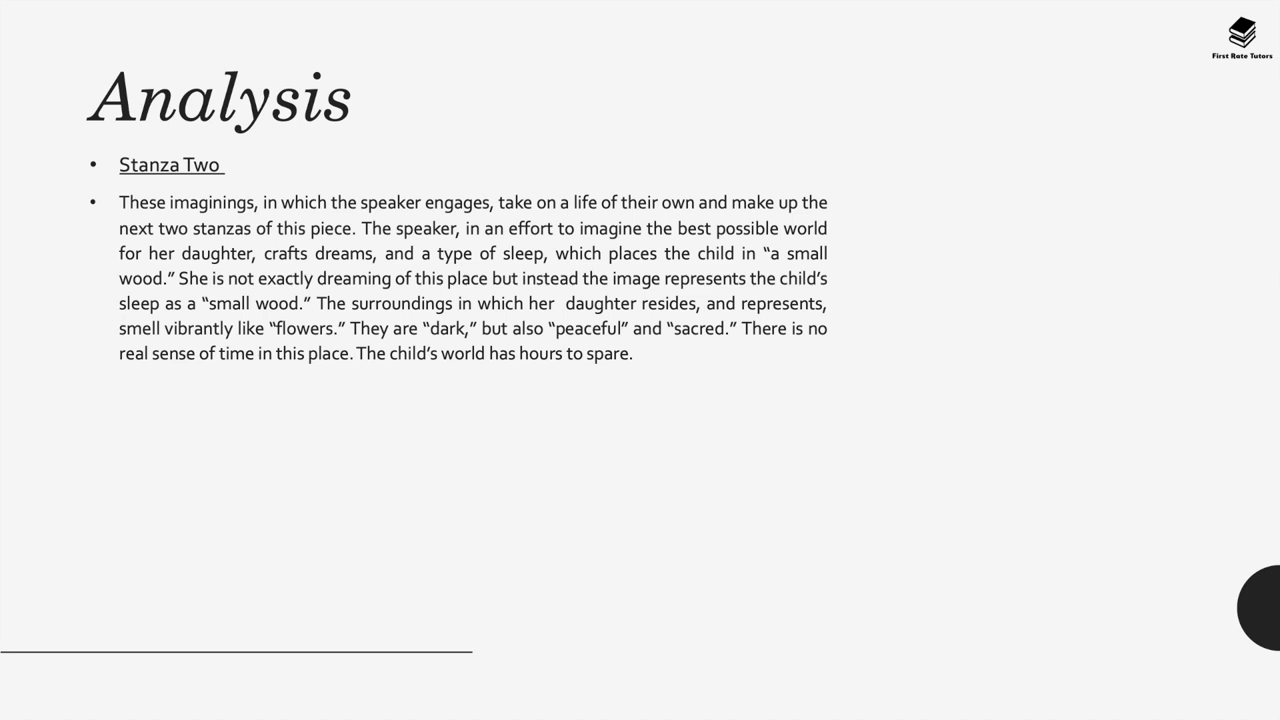 First Rate Tutors
Analysis
• Stanza Two
• These imaginings, in which the speaker engages, take on a life of their own and make up the
next two stanzas of this piece. The speaker, in an effort to imagine the best possible world
for her daughter, crafts dreams, and a type of sleep, which places the child in “a small
wood.” She is not exactly dreaming of this place but instead the image represents the child’s
sleep as a “small wood.” The surroundings in which her  daughter resides, and represents,
smell vibrantly like “flowers.” They are “dark,” but also “peaceful” and “sacred.” There is no
real sense of time in this place. The child’s world has hours to spare.